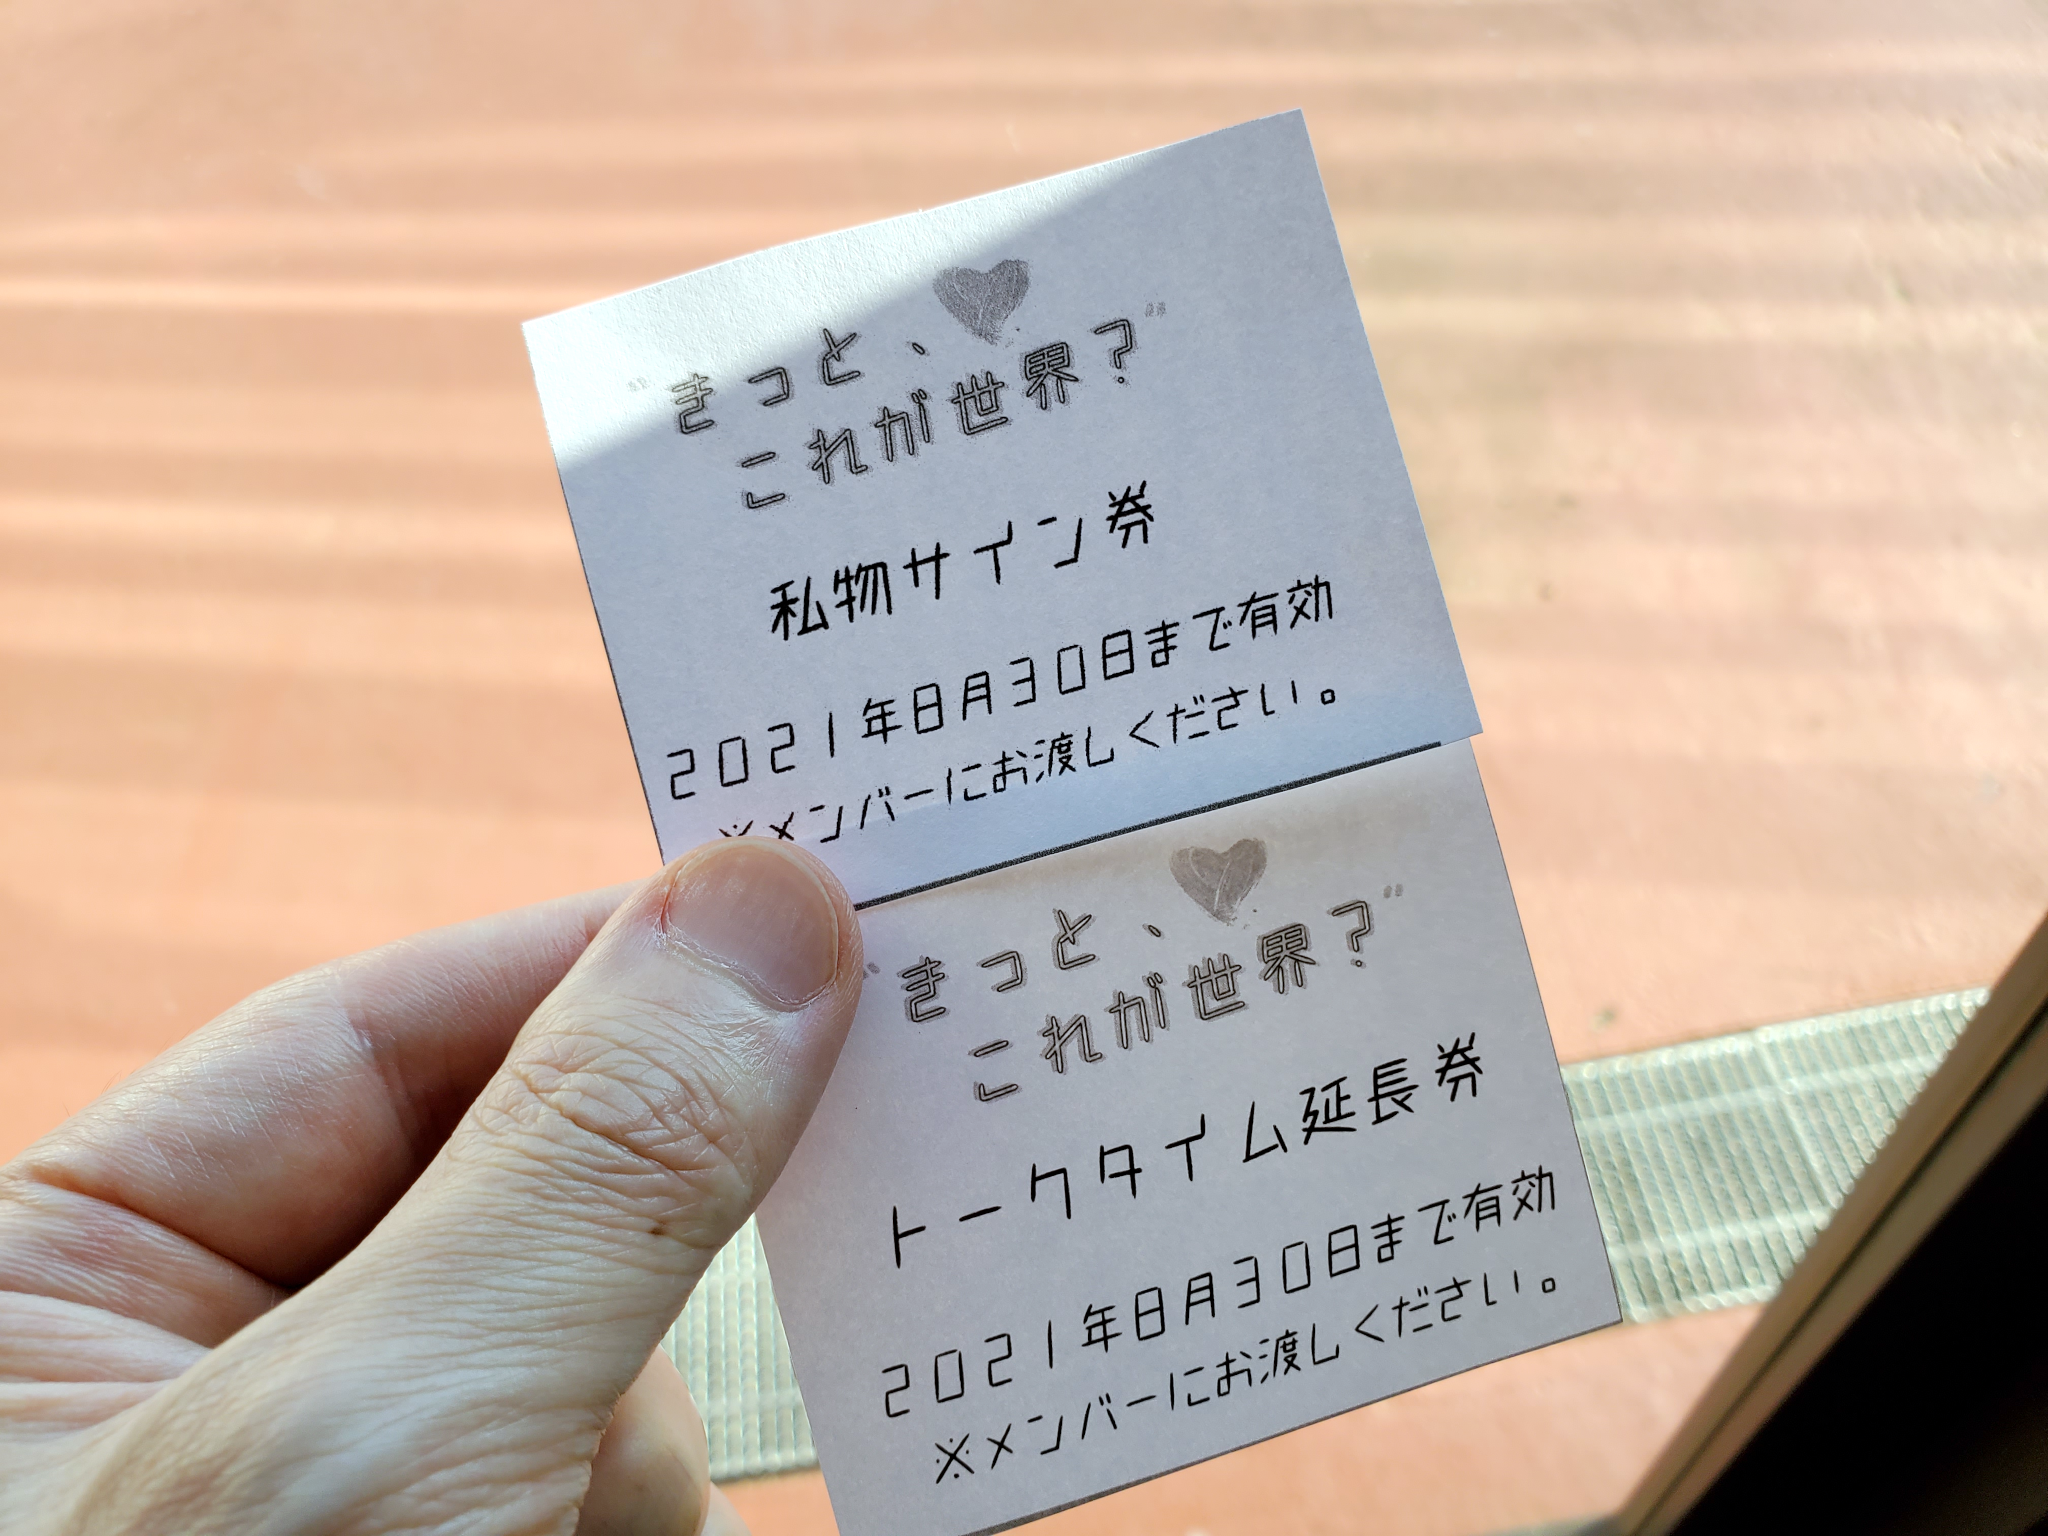 “きっと、
これが世界？”
私物サイン券
2021年8月30日まで有効
※メンバーにお渡しください。
“きっと、
これが世界？”
トークタイム延長券
2021年8月30日まで有効
※メンバーにお渡しください。